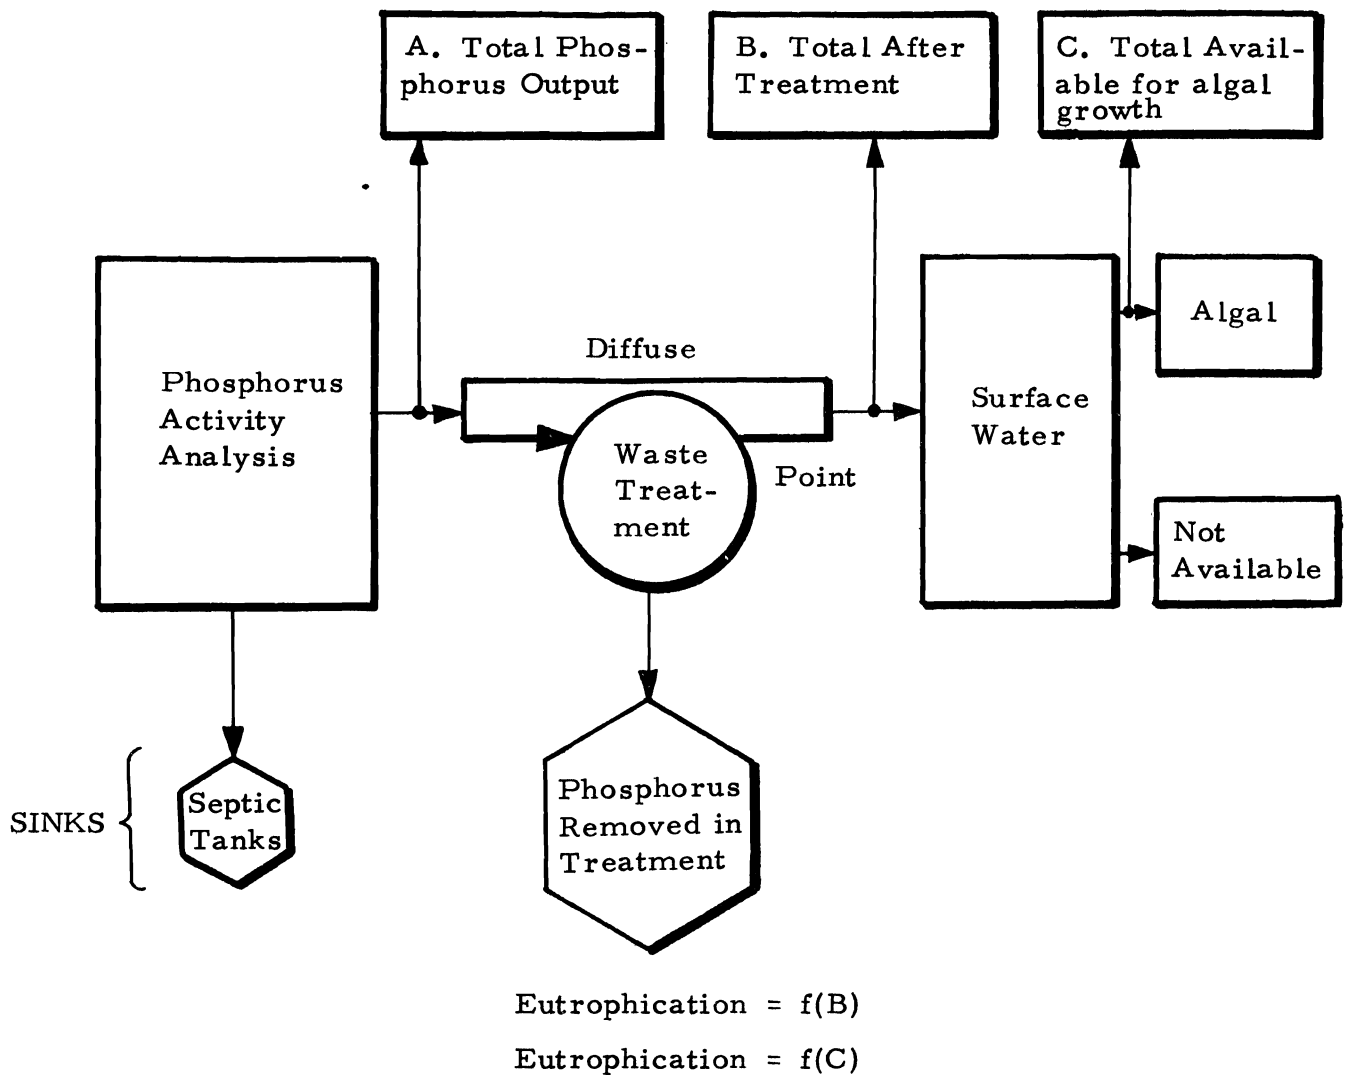 A. Total Phos-
phorus Output
B. Total After
Treatment
C. Total Avail-
able for algal
growth
Phosphorus
Activity
Analysis
Diffuse
Waste
Treat-
ment
Point
Surface
Water
Algal
Not
Available
SINKS
Septic
Tanks
Phosphorus
Removed in
Treatment
Eutrophication = f(B)
Eutrophication = f(C)